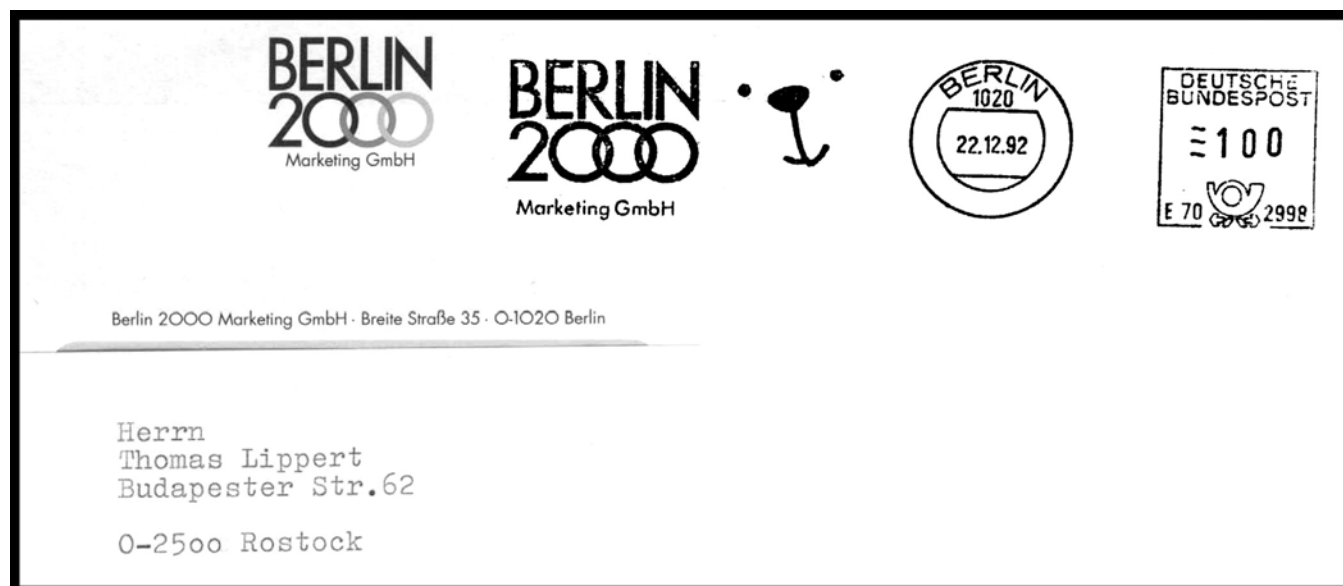 BERLIN
2000
Marketing GmbH
BERLIN
2000
Marketing GmbH
BERLIN
1020
22.12.92
DEUTSCHE
BUNDESPOST
100
E 70 2998
Berlin 2000 Marketing GmbH · Breite Straße 35 · O-1020 Berlin
Herrn
Thomas Lippert
Budapester Str.62
O-25oo Rostock